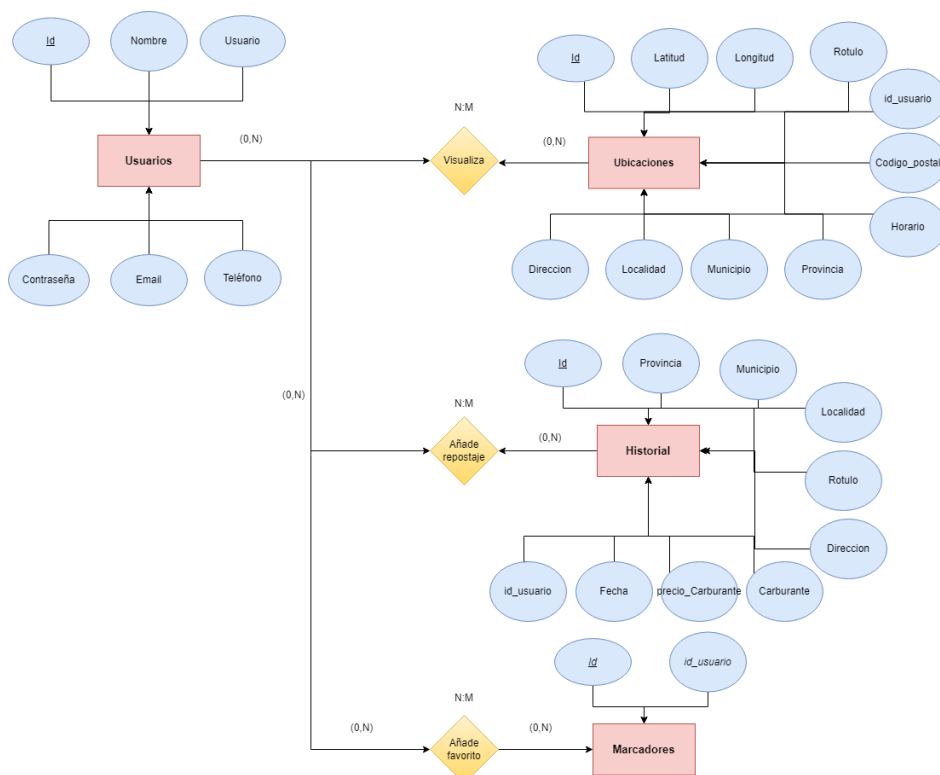 Id
Nombre
Usuario
Usuarios
Contraseña
Email
Teléfono
(0,N)
N:M
Visualiza
(0,N)
Id
Latitud
Longitud
Rotulo
id_usuario
Codigo_postal
Horario
Ubicaciones
Direccion
Localidad
Municipio
Provincia
(0,N)
N:M
Añade
repostaje
(0,N)
Id
Provincia
Municipio
Localidad
Rotulo
Direccion
Historial
id_usuario
Fecha
precio_Carburante
Carburante
(0,N)
N:M
Añade
favorito
(0,N)
Id
id_usuario
Marcadores